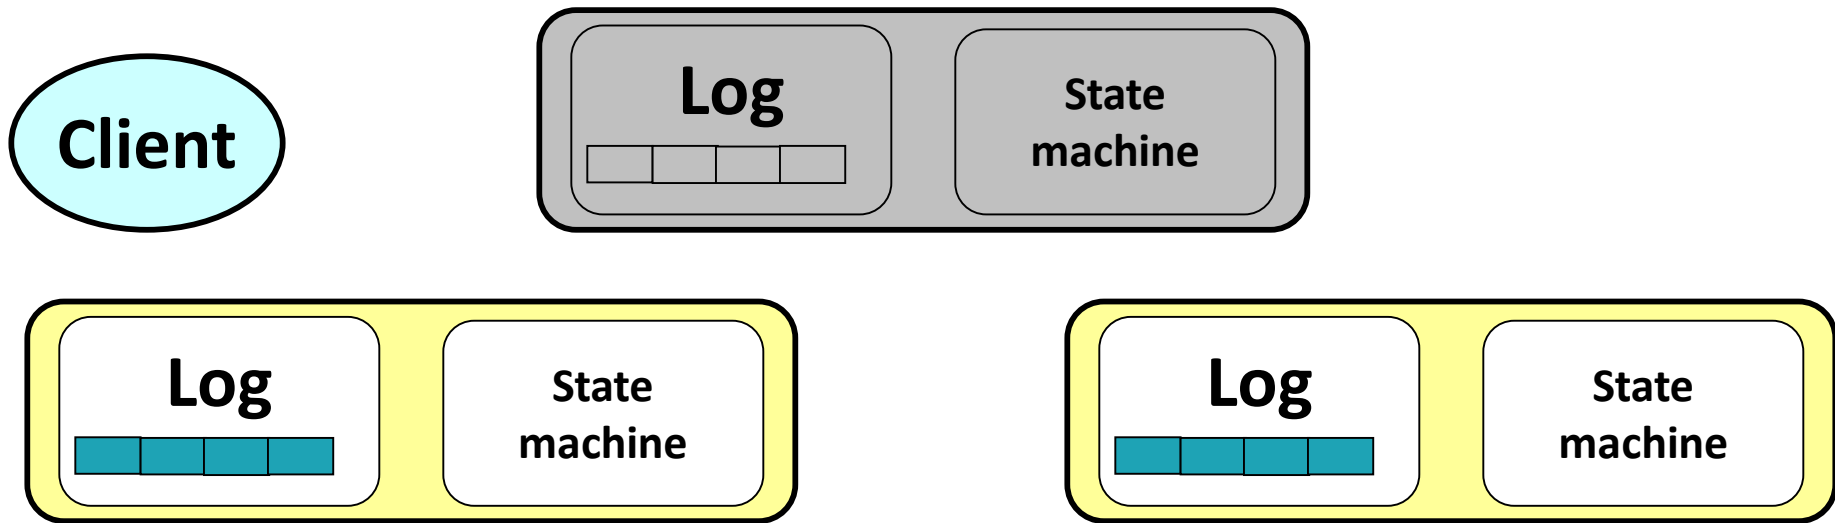 Client
Log
State
machine
Log
State
machine
Log
State
machine